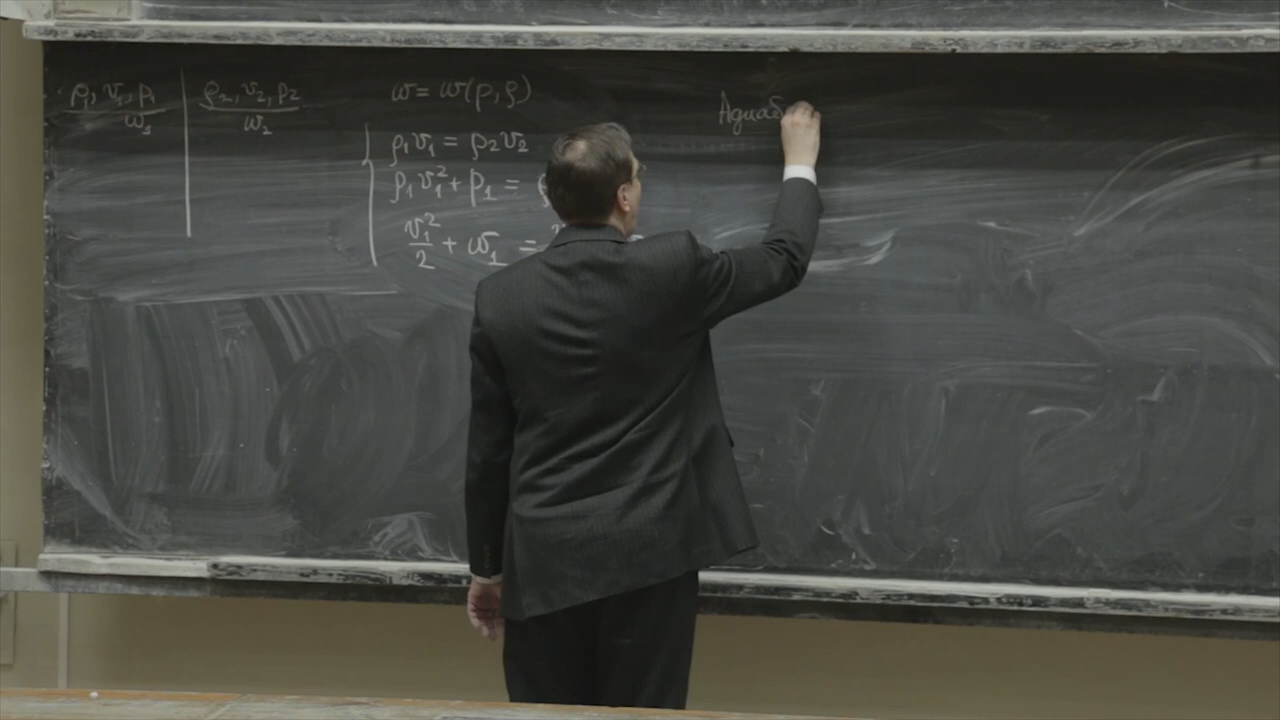 ρ₁, v₁, p₁ | ρ₂, v₂, p₂
w₁ | w₂
w = w(p, ρ)
ρ₁v₁ = ρ₂v₂
ρ₁v₁² + p₁ =
v₁²/2 + w₁ =
Адиаб